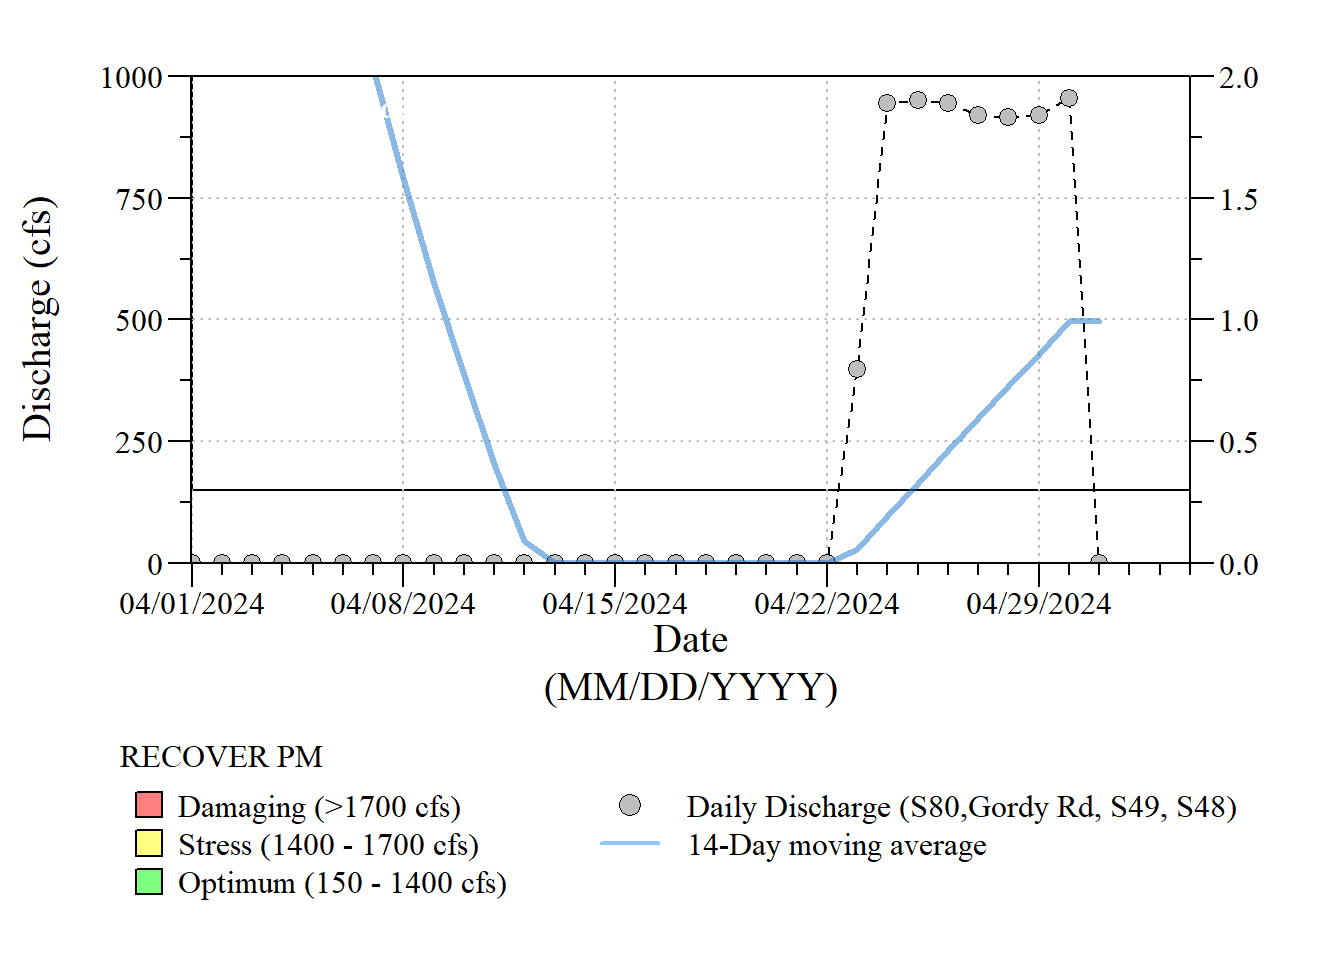 1000
750
500
250
0
2.0
1.5
1.0
0.5
0.0
Discharge (cfs)
04/01/2024 04/08/2024 04/15/2024 04/22/2024 04/29/2024
Date
(MM/DD/YYYY)
RECOVER PM
Damaging (>1700 cfs)
Stress (1400 - 1700 cfs)
Optimum (150 - 1400 cfs)
Daily Discharge (S80,Gordy Rd, S49, S48)
14-Day moving average